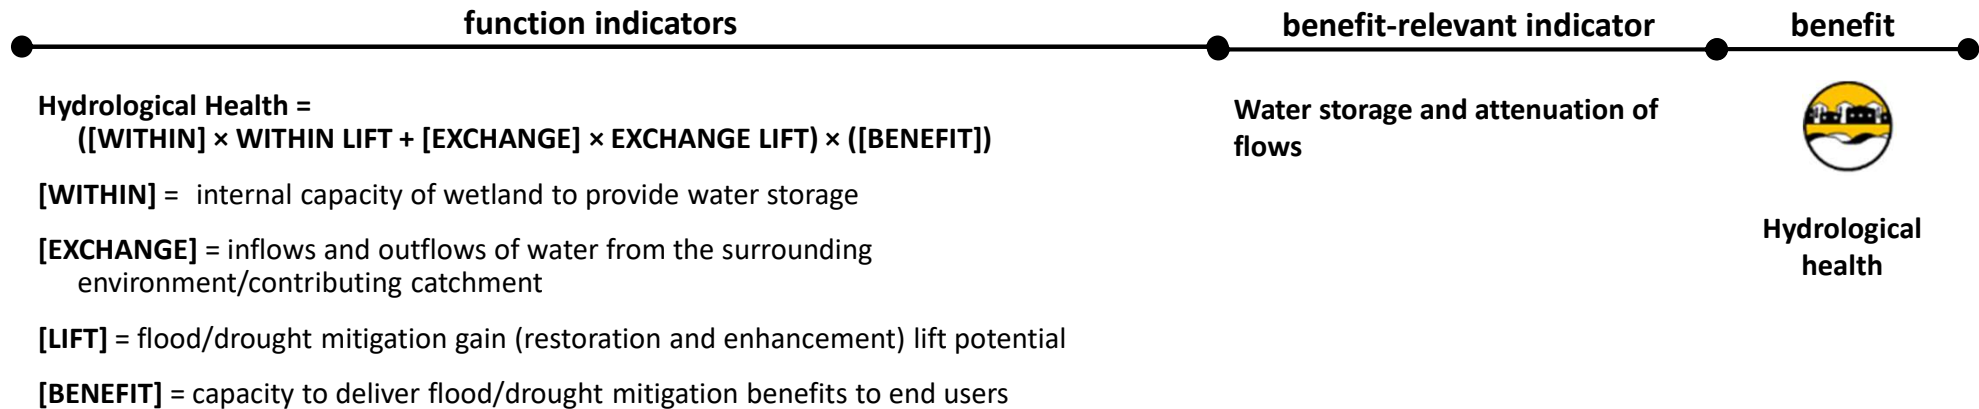 function indicators
benefit-relevant indicator
benefit
Hydrological Health =
([WITHIN] × WITHIN LIFT + [EXCHANGE] × EXCHANGE LIFT) × ([BENEFIT])
[WITHIN] = internal capacity of wetland to provide water storage
[EXCHANGE] = inflows and outflows of water from the surrounding
environment/contributing catchment
[LIFT] = flood/drought mitigation gain (restoration and enhancement) lift potential
[BENEFIT] = capacity to deliver flood/drought mitigation benefits to end users
Water storage and attenuation of
flows
Hydrological
health